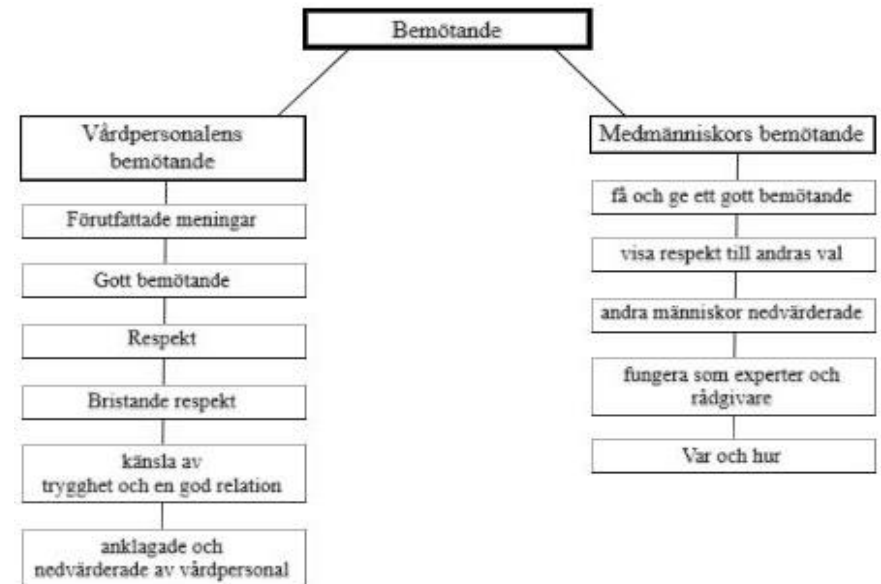 Bemötande
Vårdpersonalens
bemötande
Förutfattade meningar
Gott bemötande
Respekt
Bristande respekt
känsla av
trygghet och en god relation
anklagade och
nedvärderade av vårdpersonal
Medmänniskors bemötande
få och ge ett gott bemötande
visa respekt till andras val
andra människor nedvärderade
fungera som experter och
rådgivare
Var och hur